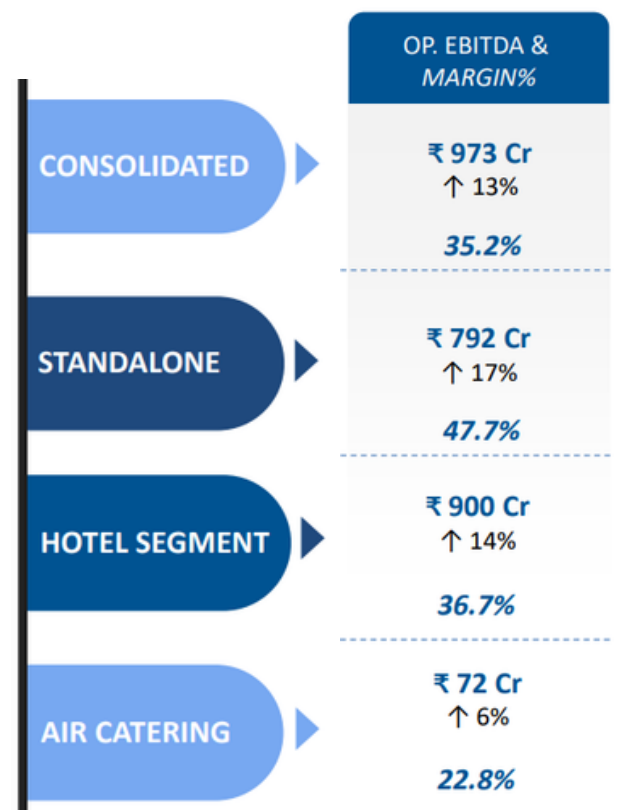 OP. EBITDA &
MARGIN%
CONSOLIDATED
₹ 973 Cr
↑ 13%
35.2%
STANDALONE
₹ 792 Cr
↑ 17%
47.7%
HOTEL SEGMENT
₹ 900 Cr
↑ 14%
36.7%
AIR CATERING
₹ 72 Cr
↑ 6%
22.8%